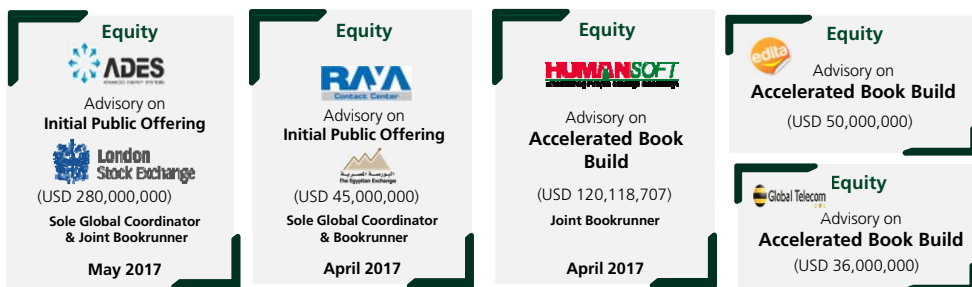 Equity
ADES
ADVANCED ENERGY SYSTEMS
Advisory on
Initial Public Offering
London
Stock Exchange
(USD 280,000,000)
Sole Global Coordinator
& Joint Bookrunner
May 2017
Equity
RAYA
Contact Center
Advisory on
Initial Public Offering
البورصة المصرية
The Egyptian Exchange
(USD 45,000,000)
Sole Global Coordinator
& Bookrunner
April 2017
Equity
HUMANSOFT
Advisory on
Accelerated Book
Build
(USD 120,118,707)
Joint Bookrunner
April 2017
Equity
edita
Advisory on
Accelerated Book Build
(USD 50,000,000)
Equity
Global Telecom
Advisory on
Accelerated Book Build
(USD 36,000,000)